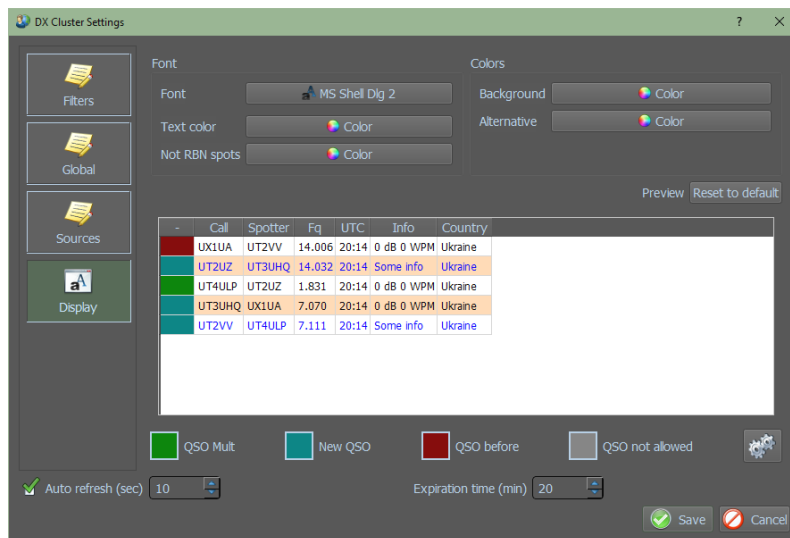 DX Cluster Settings ? ×
Filters
Global
Sources
Display
Font
Font MS Shell Dlg 2
Text color Color
Not RBN spots Color
Colors
Background Color
Alternative Color
Preview Reset to default
- Call Spotter Fq UTC Info Country
UX1UA UT2VV 14.006 20:14 0 dB 0 WPM Ukraine
UT2UZ UT3UHQ 14.032 20:14 Some info Ukraine
UT4ULP UT2UZ 1.831 20:14 0 dB 0 WPM Ukraine
UT3UHQ UX1UA 7.070 20:14 0 dB 0 WPM Ukraine
UT2VV UT4ULP 7.111 20:14 Some info Ukraine
QSO Mult New QSO QSO before QSO not allowed
Auto refresh (sec) 10 Expiration time (min) 20
Save Cancel